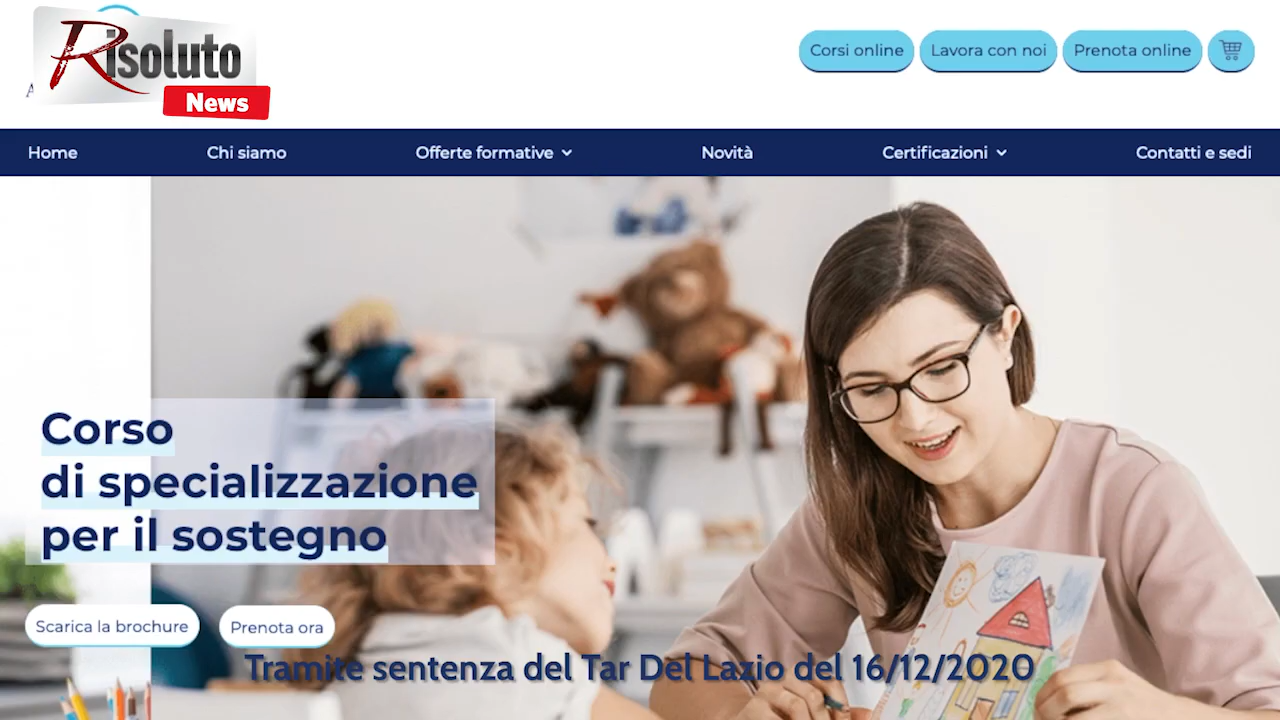 Risoluto
News
A
Corsi online
Lavora con noi
Prenota online
Home
Chi siamo
Offerte formative
Novità
Certificazioni
Contatti e sedi
Corso
di specializzazione
per il sostegno
Scarica la brochure
Prenota ora
Tramite sentenza del Tar Del Lazio del 16/12/2020